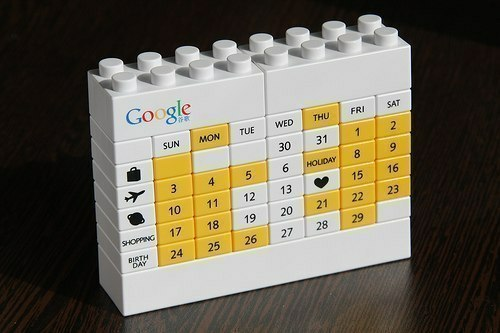 Google
谷歌
SUN MON TUE WED THU FRI SAT
30 31 1 2
6 HOLIDAY 8 9
3 4 5 13 15 16
10 11 12 20 21 22 23
SHOPPING 17 18 19 27 28 29
BIRTH DAY 24 25 26